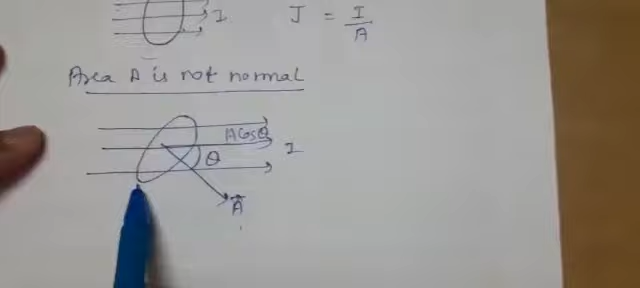 I J = I/A
Area A is not normal
A Cosθ
θ I
A